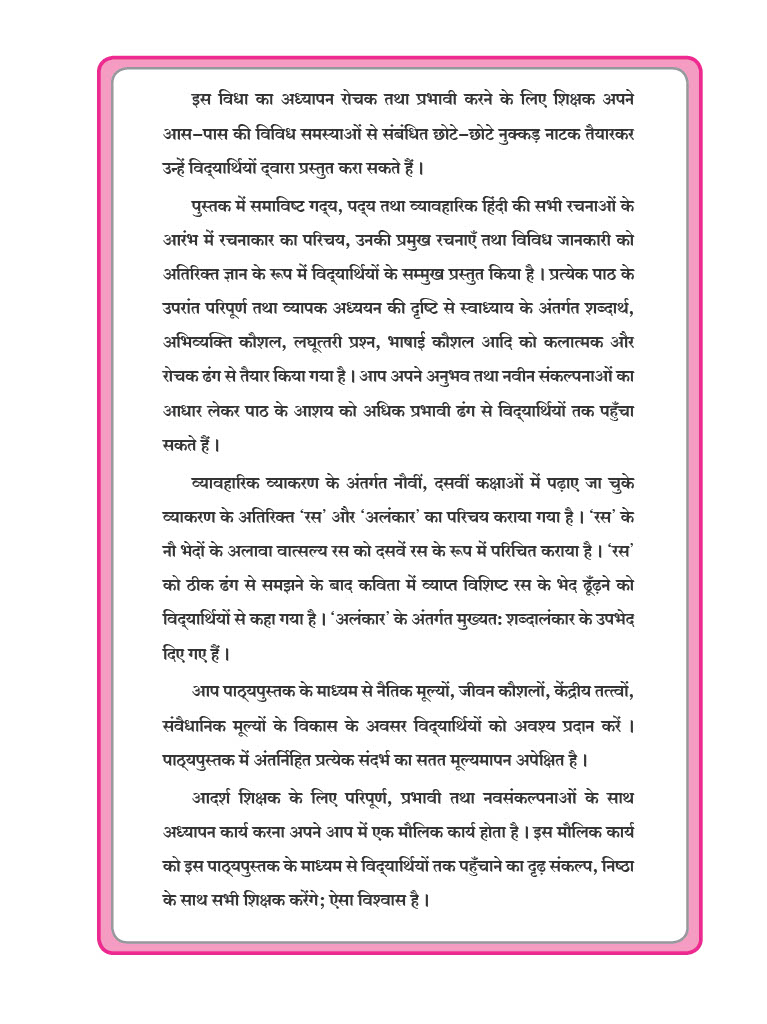 इस विधा का अध्यापन रोचक तथा प्रभावी करने के लिए शिक्षक अपने
आस-पास की विविध समस्याओं से संबंधित छोटे-छोटे नुक्कड़ नाटक तैयारकर
उन्हें विद्यार्थियों द्वारा प्रस्तुत करा सकते हैं ।
पुस्तक में समाविष्ट गद्य, पद्य तथा व्यावहारिक हिंदी की सभी रचनाओं के
आरंभ में रचनाकार का परिचय, उनकी प्रमुख रचनाएँ तथा विविध जानकारी को
अतिरिक्त ज्ञान के रूप में विद्यार्थियों के सम्मुख प्रस्तुत किया है । प्रत्येक पाठ के
उपरांत परिपूर्ण तथा व्यापक अध्ययन की दृष्टि से स्वाध्याय के अंतर्गत शब्दार्थ,
अभिव्यक्ति कौशल, लघूत्तरी प्रश्न, भाषाई कौशल आदि को कलात्मक और
रोचक ढंग से तैयार किया गया है । आप अपने अनुभव तथा नवीन संकल्पनाओं का
आधार लेकर पाठ के आशय को अधिक प्रभावी ढंग से विद्यार्थियों तक पहुँचा
सकते हैं ।
व्यावहारिक व्याकरण के अंतर्गत नौवीं, दसवीं कक्षाओं में पढ़ाए जा चुके
व्याकरण के अतिरिक्त ‘रस’ और ‘अलंकार’ का परिचय कराया गया है । ‘रस’ के
नौ भेदों के अलावा वात्सल्य रस को दसवें रस के रूप में परिचित कराया है । ‘रस’
को ठीक ढंग से समझने के बाद कविता में व्याप्त विशिष्ट रस के भेद ढूँढ़ने को
विद्यार्थियों से कहा गया है । ‘अलंकार’ के अंतर्गत मुख्यत: शब्दालंकार के उपभेद
दिए गए हैं ।
आप पाठ्यपुस्तक के माध्यम से नैतिक मूल्यों, जीवन कौशलों, केंद्रीय तत्त्वों,
संवैधानिक मूल्यों के विकास के अवसर विद्यार्थियों को अवश्य प्रदान करें ।
पाठ्यपुस्तक में अंतर्निहित प्रत्येक संदर्भ का सतत मूल्यमापन अपेक्षित है ।
आदर्श शिक्षक के लिए परिपूर्ण, प्रभावी तथा नवसंकल्पनाओं के साथ
अध्यापन कार्य करना अपने आप में एक मौलिक कार्य होता है । इस मौलिक कार्य
को इस पाठ्यपुस्तक के माध्यम से विद्यार्थियों तक पहुँचाने का दृढ़ संकल्प, निष्ठा
के साथ सभी शिक्षक करेंगे; ऐसा विश्वास है ।